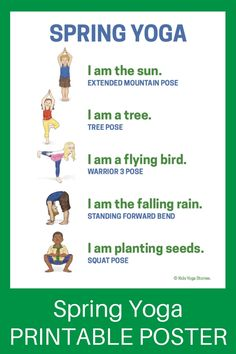 SPRING YOGA
I am the sun.
EXTENDED MOUNTAIN POSE
I am a tree.
TREE POSE
I am a flying bird.
WARRIOR 3 POSE
I am the falling rain.
STANDING FORWARD BEND
I am planting seeds.
SQUAT POSE
© Kids Yoga Stories.
Spring Yoga
PRINTABLE POSTER